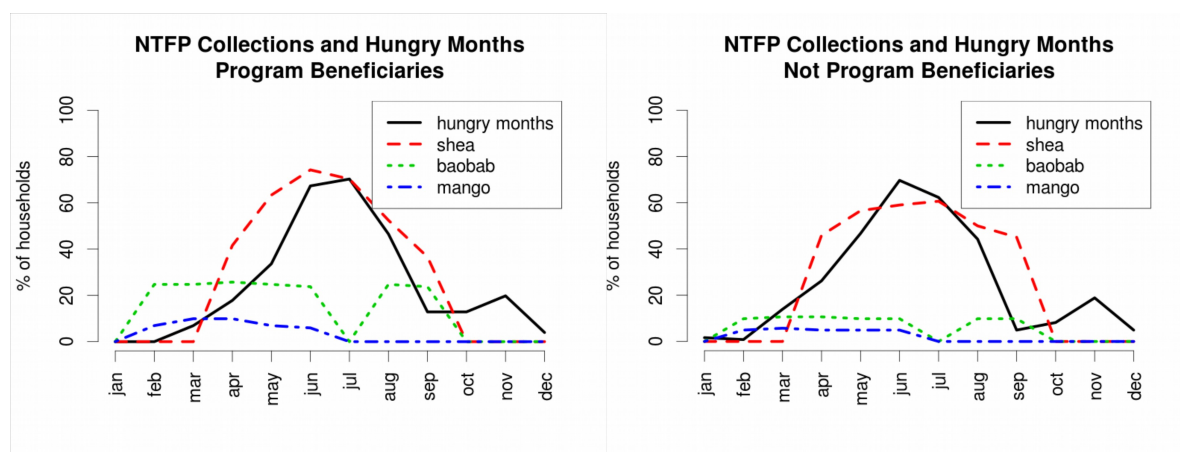 NTFP Collections and Hungry Months
Program Beneficiaries
% of households
100
80
60
40
20
0
hungry months
shea
baobab
mango
jan
feb
mar
apr
may
jun
jul
aug
sep
oct
nov
dec
NTFP Collections and Hungry Months
Not Program Beneficiaries
% of households
100
80
60
40
20
0
hungry months
shea
baobab
mango
jan
feb
mar
apr
may
jun
jul
aug
sep
oct
nov
dec